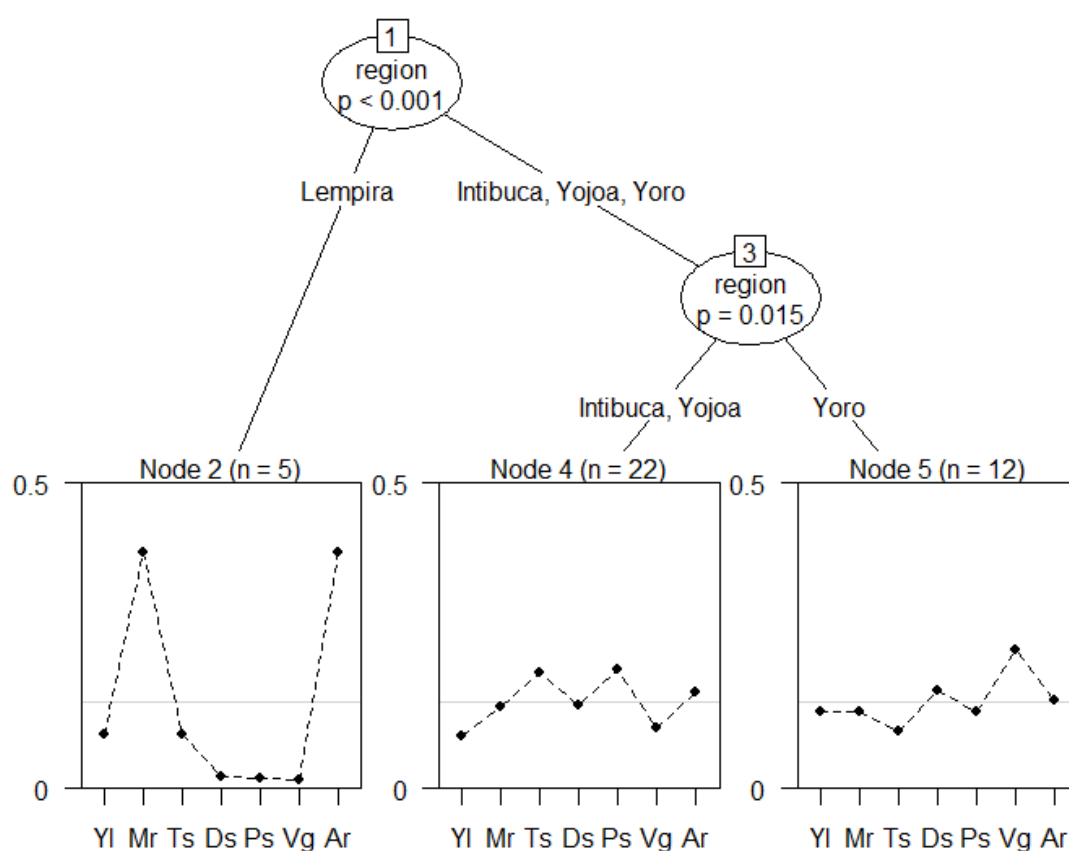 1
region
p < 0.001
Lempira
Intibuca, Yojoa, Yoro
3
region
p = 0.015
Intibuca, Yojoa
Yoro
Node 2 (n = 5)
0.5
0
Yl Mr Ts Ds Ps Vg Ar
Node 4 (n = 22)
0.5
0
Yl Mr Ts Ds Ps Vg Ar
Node 5 (n = 12)
0.5
0
Yl Mr Ts Ds Ps Vg Ar